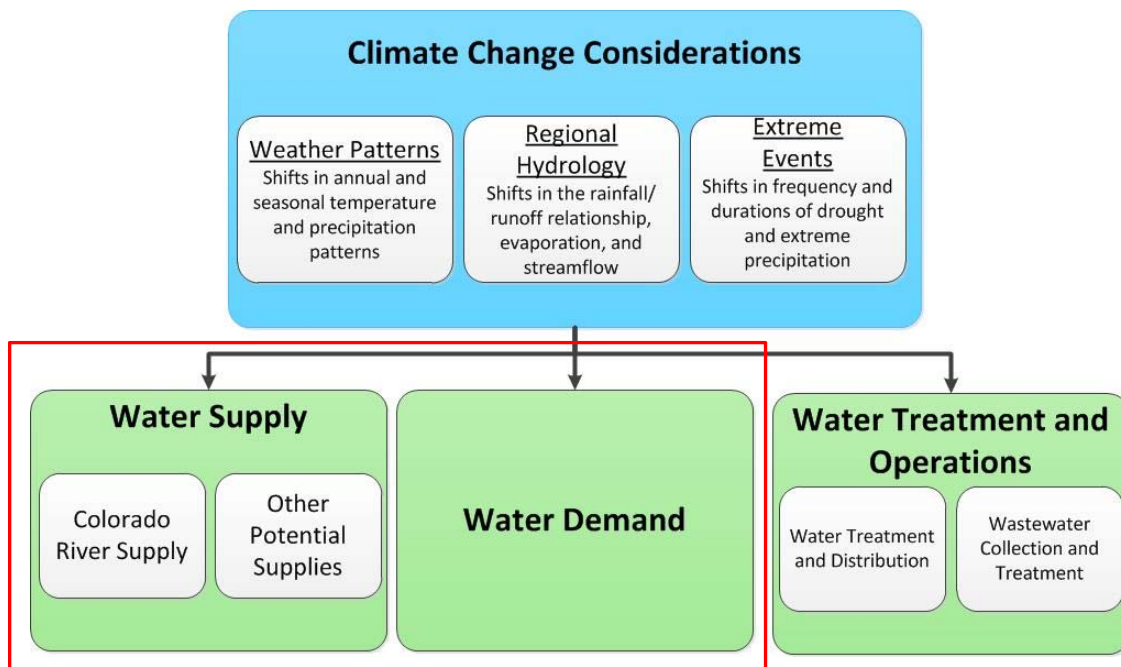 Climate Change Considerations
Weather Patterns
Shifts in annual and
seasonal temperature
and precipitation
patterns
Regional
Hydrology
Shifts in the rainfall/
runoff relationship,
evaporation, and
streamflow
Extreme
Events
Shifts in frequency and
durations of drought
and extreme
precipitation
Water Supply
Colorado
River Supply
Other
Potential
Supplies
Water Demand
Water Treatment and
Operations
Water Treatment
and Distribution
Wastewater
Collection and
Treatment